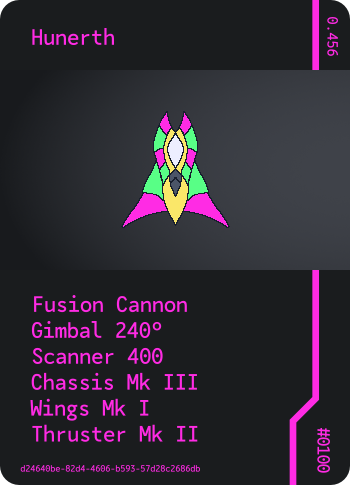 Hunerth
0.456
Fusion Cannon
Gimbal 240°
Scanner 400
Chassis Mk III
Wings Mk I
Thruster Mk II
#0100
d24640be-82d4-4606-b593-57d28c2686db